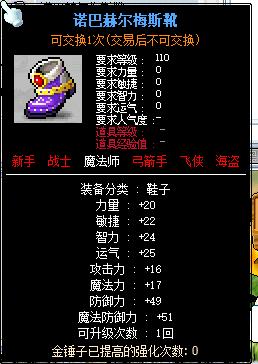 诺巴赫尔梅斯靴
可交换1次(交易后不可交换)
要求等级： 110
要求力量： 0
要求敏捷： 0
要求智力： 0
要求运气： 0
要求人气度： -
道具等级： -
道具经验值： -
新手 战士 魔法师 弓箭手 飞侠 海盗
装备分类 : 鞋子
力量 : +20
敏捷 : +22
智力 : +24
运气 : +25
攻击力 : +16
魔法力 : +17
防御力 : +49
魔法防御力 : +51
可升级次数 : 1回
金锤子已提高的强化次数: 0